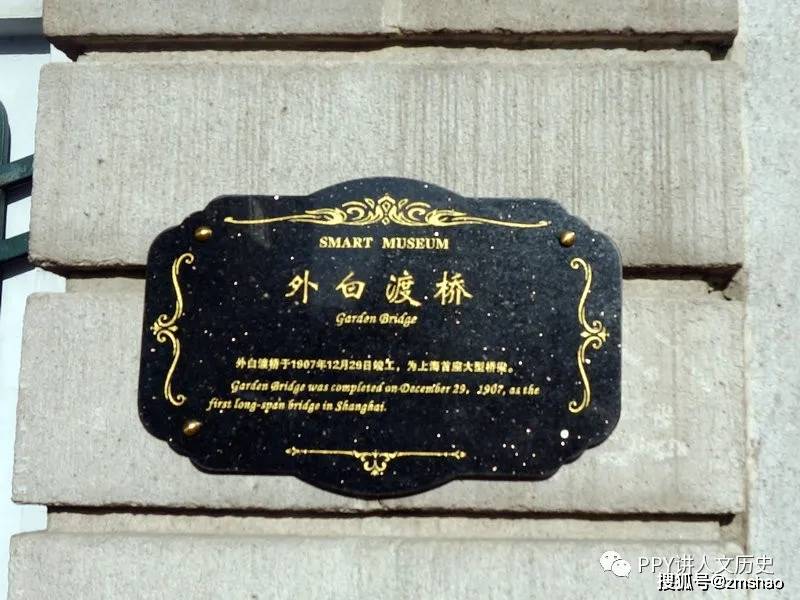 SMART MUSEUM
外白渡桥
Garden Bridge
外白渡桥于1907年12月29日竣工，为上海首座大型桥梁。
Garden Bridge was completed on December 29, 1907, as the
first long-span bridge in Shanghai.
PPY讲人文历史
搜狐号@zmshao